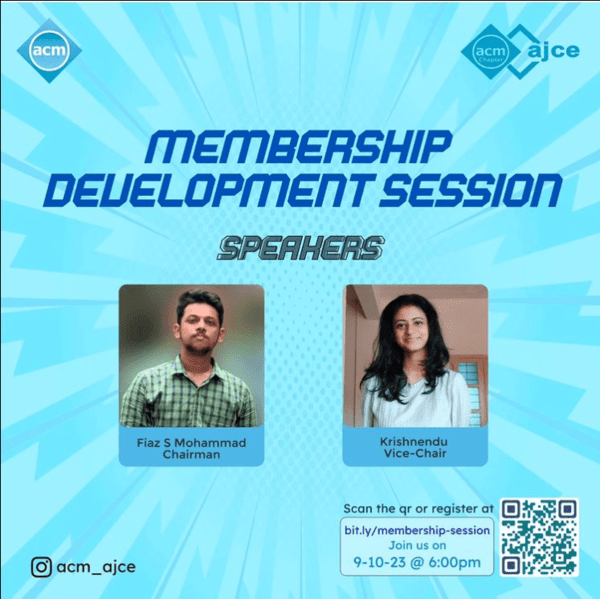 acm
acm
Chapter
ajce
MEMBERSHIP
DEVELOPMENT SESSION
SPEAKERS
Fiaz S Mohammad
Chairman
Krishnendu
Vice-Chair
Scan the qr or register at
bit.ly/membership-session
Join us on
9-10-23 @ 6:00pm
acm_ajce